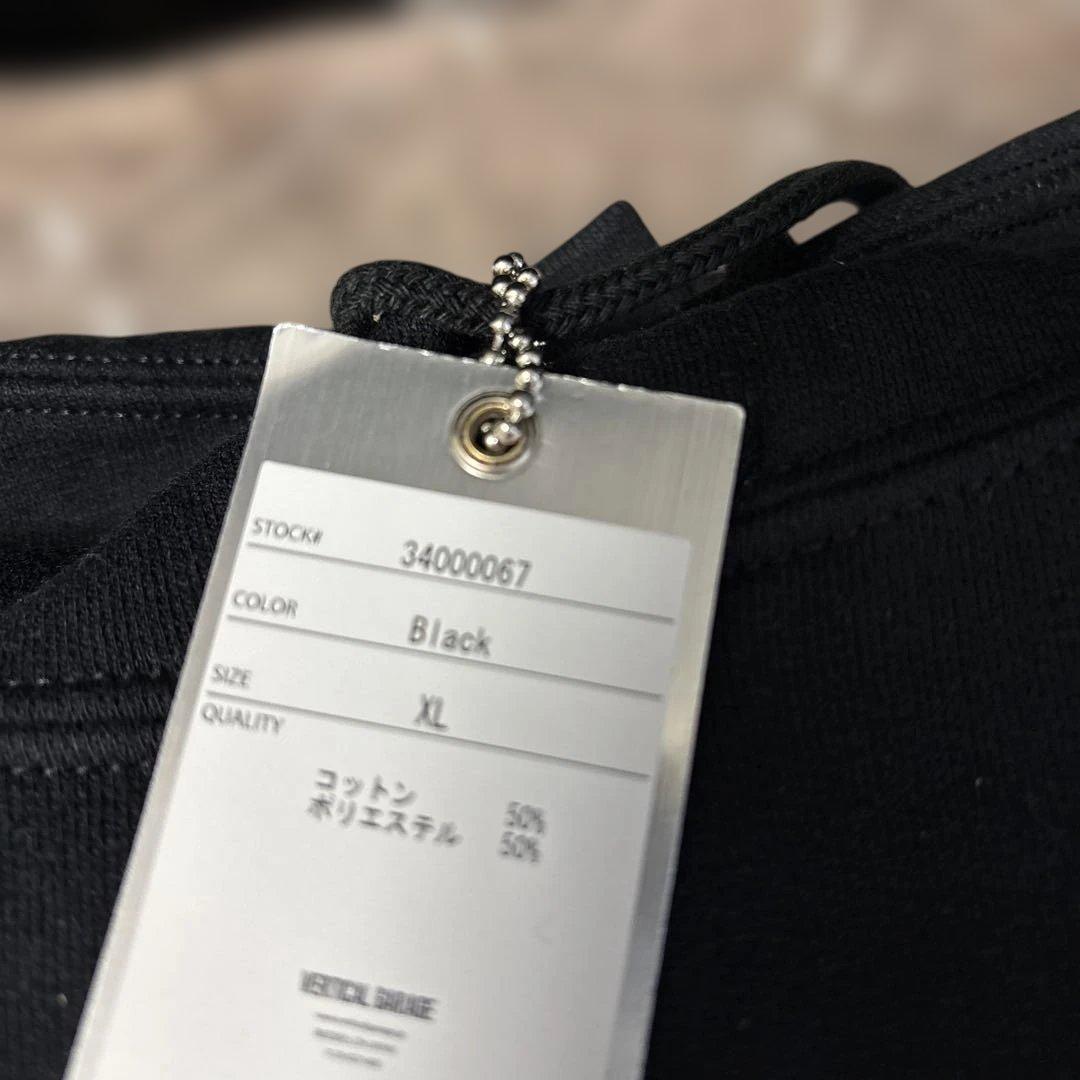 STOCK# 34000067
COLOR Black
SIZE XL
QUALITY
コットン 50%
ポリエステル 50%
VERTICAL GARAGE